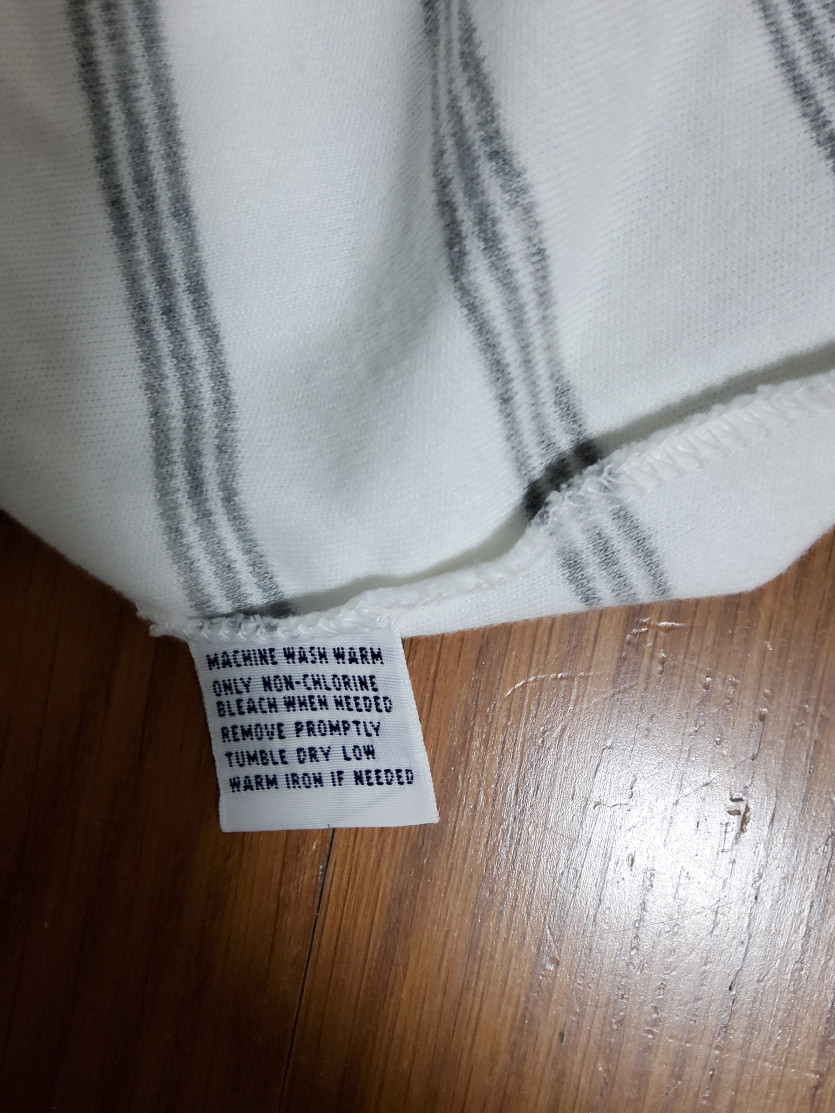 MACHINE WASH WARM
ONLY NON-CHLORINE
BLEACH WHEN NEEDED
REMOVE PROMPTLY
TUMBLE DRY LOW
WARM IRON IF NEEDED